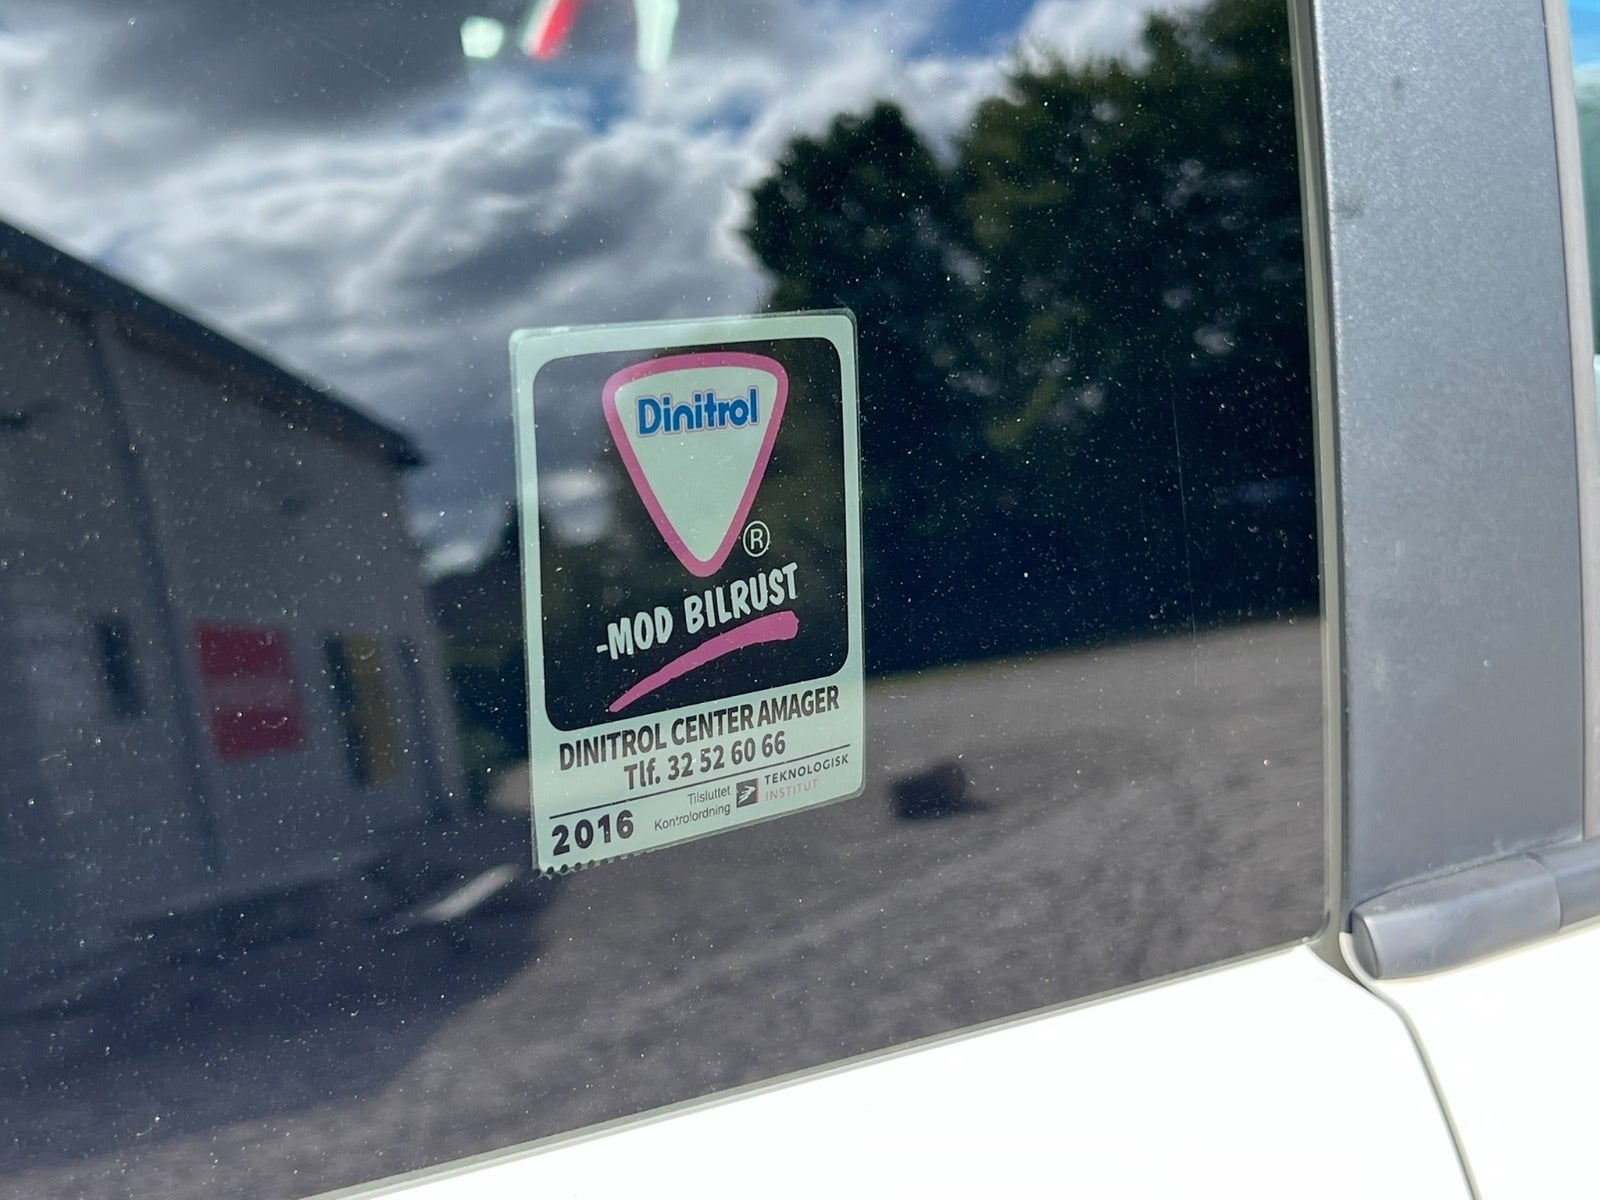 Dinitrol
®
-MOD BILRUST
DINITROL CENTER AMAGER
Tlf. 32 52 60 66
2016
Tilsluttet
Kontrolordning
TEKNOLOGISK
INSTITUT